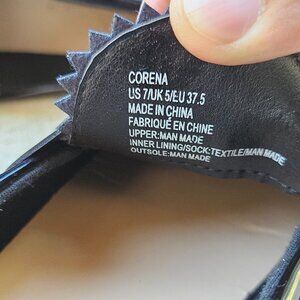 CORENA
US 7/UK 5/EU 37.5
MADE IN CHINA
FABRIQUÉ EN CHINE
UPPER:MAN MADE
INNER LINING/SOCK:TEXTILE/MAN MADE
OUTSOLE:MAN MADE